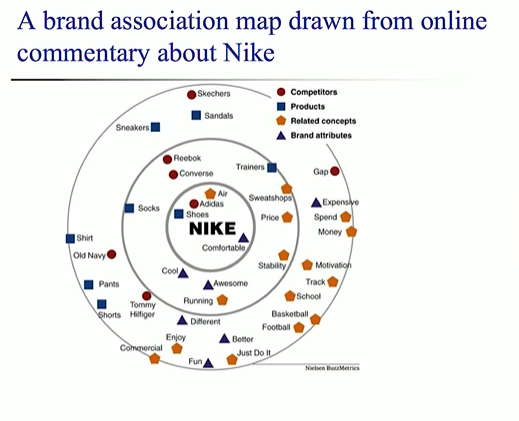 A brand association map drawn from online
commentary about Nike
Skechers
Competitors
Products
Related concepts
Brand attributes
Sandals
Sneakers
Reebok
Converse
Trainers
Gap
Air
Adidas
Sweatshops
Expensive
Socks
Shoes
Price
Spend
NIKE
Money
Shirt
Comfortable
Old Navy
Stability
Motivation
Cool
Pants
Awesome
Track
Running
School
Shorts
Tommy
Hilfiger
Different
Basketball
Football
Enjoy
Better
Commercial
Fun
Just Do It
Nielsen BuzzMetrics